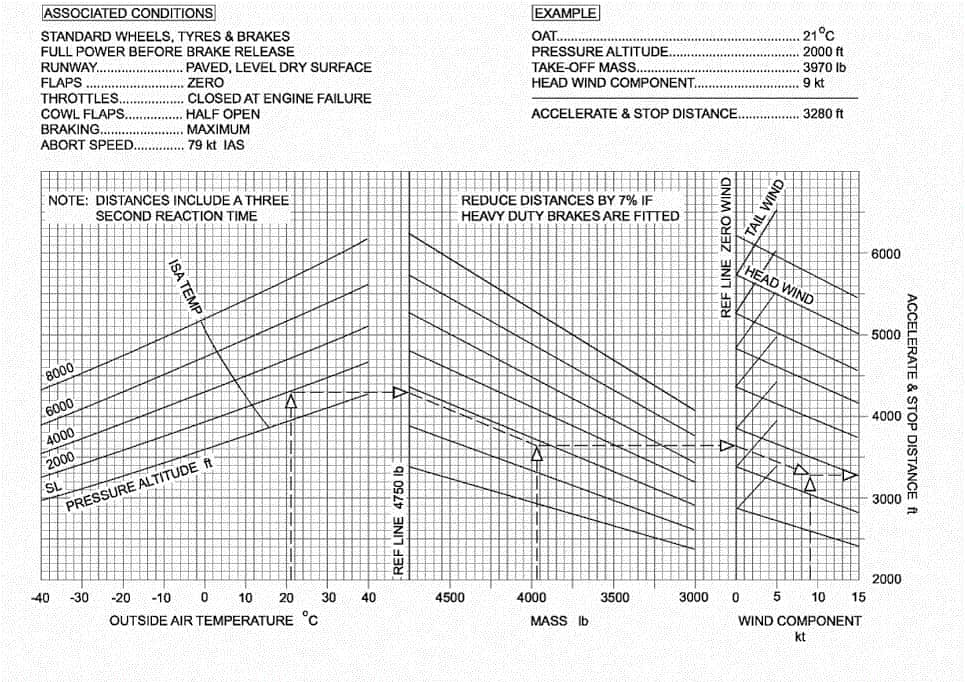 ASSOCIATED CONDITIONS
STANDARD WHEELS, TYRES & BRAKES
FULL POWER BEFORE BRAKE RELEASE
RUNWAY....................... PAVED, LEVEL DRY SURFACE
FLAPS .......................... ZERO
THROTTLES................. CLOSED AT ENGINE FAILURE
COWL FLAPS............... HALF OPEN
BRAKING...................... MAXIMUM
ABORT SPEED............. 79 kt IAS
EXAMPLE
OAT................................................................ 21°C
PRESSURE ALTITUDE.................................. 2000 ft
TAKE-OFF MASS........................................... 3970 lb
HEAD WIND COMPONENT............................ 9 kt
ACCELERATE & STOP DISTANCE................ 3280 ft
NOTE: DISTANCES INCLUDE A THREE
SECOND REACTION TIME
REDUCE DISTANCES BY 7% IF
HEAVY DUTY BRAKES ARE FITTED
ISA TEMP
8000
6000
4000
2000
SL
PRESSURE ALTITUDE ft
REF LINE 4750 lb
REF LINE ZERO WIND
TAIL WIND
HEAD WIND
6000
5000
4000
3000
2000
ACCELERATE & STOP DISTANCE ft
-40 -30 -20 -10 0 10 20 30 40
4500 4000 3500 3000
0 5 10 15
OUTSIDE AIR TEMPERATURE °C
MASS lb
WIND COMPONENT
kt